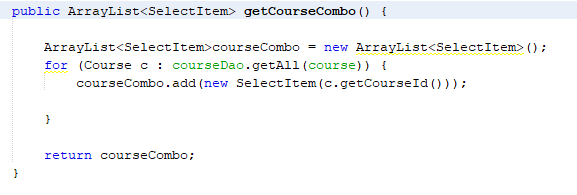 public ArrayList<SelectItem> getCourseCombo() {
ArrayList<SelectItem>courseCombo = new ArrayList<SelectItem>();
for (Course c : courseDao.getAll(course)) {
courseCombo.add(new SelectItem(c.getCourseId()));
}
return courseCombo;
}